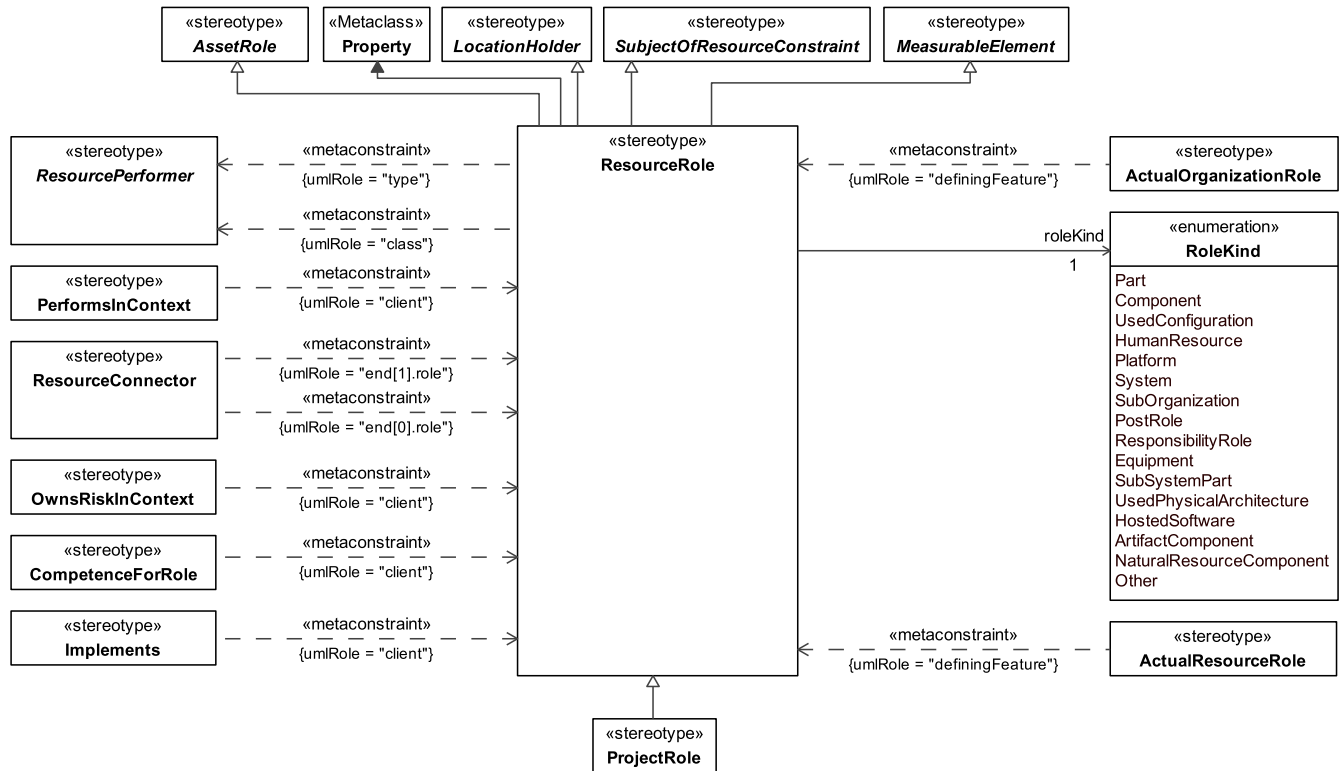 «stereotype»
AssetRole
«Metaclass»
Property
«stereotype»
LocationHolder
«stereotype»
SubjectOfResourceConstraint
«stereotype»
MeasurableElement
«stereotype»
ResourceRole
«stereotype»
ResourcePerformer
«metaconstraint»
{umlRole = "type"}
«metaconstraint»
{umlRole = "class"}
«stereotype»
PerformsInContext
«metaconstraint»
{umlRole = "client"}
«stereotype»
ResourceConnector
«metaconstraint»
{umlRole = "end[1].role"}
«metaconstraint»
{umlRole = "end[0].role"}
«stereotype»
OwnsRiskInContext
«metaconstraint»
{umlRole = "client"}
«stereotype»
CompetenceForRole
«metaconstraint»
{umlRole = "client"}
«stereotype»
Implements
«metaconstraint»
{umlRole = "client"}
«metaconstraint»
{umlRole = "definingFeature"}
«stereotype»
ActualOrganizationRole
roleKind
1
«enumeration»
RoleKind
Part
Component
UsedConfiguration
HumanResource
Platform
System
SubOrganization
PostRole
ResponsibilityRole
Equipment
SubSystemPart
UsedPhysicalArchitecture
HostedSoftware
ArtifactComponent
NaturalResourceComponent
Other
«metaconstraint»
{umlRole = "definingFeature"}
«stereotype»
ActualResourceRole
«stereotype»
ProjectRole